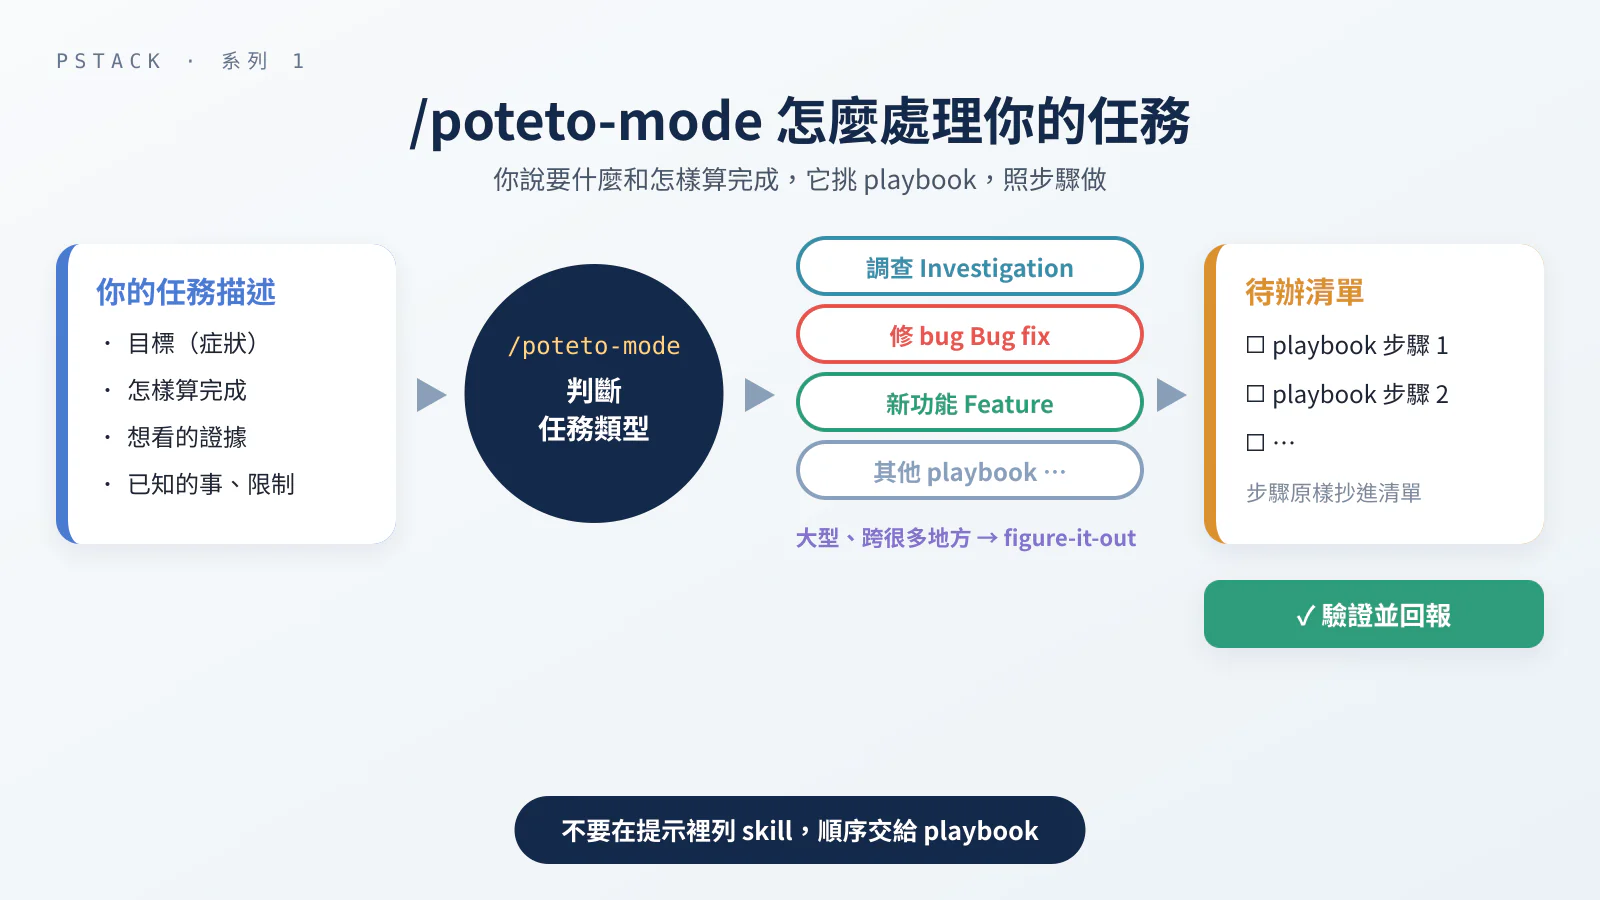 PSTACK · 系列 1
/poteto-mode 怎麼處理你的任務
你說要什麼和怎樣算完成，它挑 playbook，照步驟做
你的任務描述
· 目標（症狀）
· 怎樣算完成
· 想看的證據
· 已知的事、限制
/poteto-mode
判斷
任務類型
調查 Investigation
修 bug Bug fix
新功能 Feature
其他 playbook …
大型、跨很多地方 → figure-it-out
待辦清單
☐ playbook 步驟 1
☐ playbook 步驟 2
☐ …
步驟原樣抄進清單
✓ 驗證並回報
不要在提示裡列 skill，順序交給 playbook